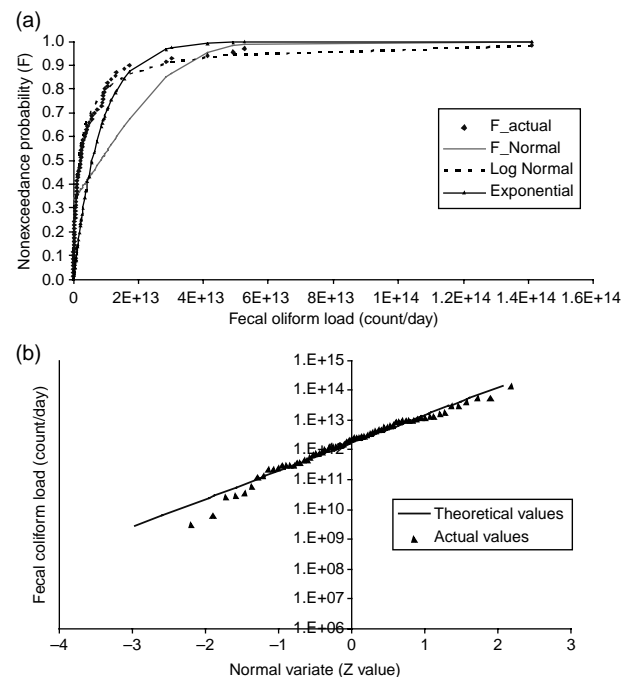 (a)
Nonexceedance probability (F)
1.0
0.9
0.8
0.7
0.6
0.5
0.4
0.3
0.2
0.1
0.0
F_actual
F_Normal
Log Normal
Exponential
0 2E+13 4E+13 6E+13 8E+13 1E+14 1.2E+14 1.4E+14 1.6E+14
Fecal oliform load (count/day)
(b)
Fecal coliform load (count/day)
1.E+15
1.E+14
1.E+13
1.E+12
1.E+11
1.E+10
1.E+09
1.E+08
1.E+07
1.E+06
Theoretical values
Actual values
–4 –3 –2 –1 0 1 2 3
Normal variate (Z value)